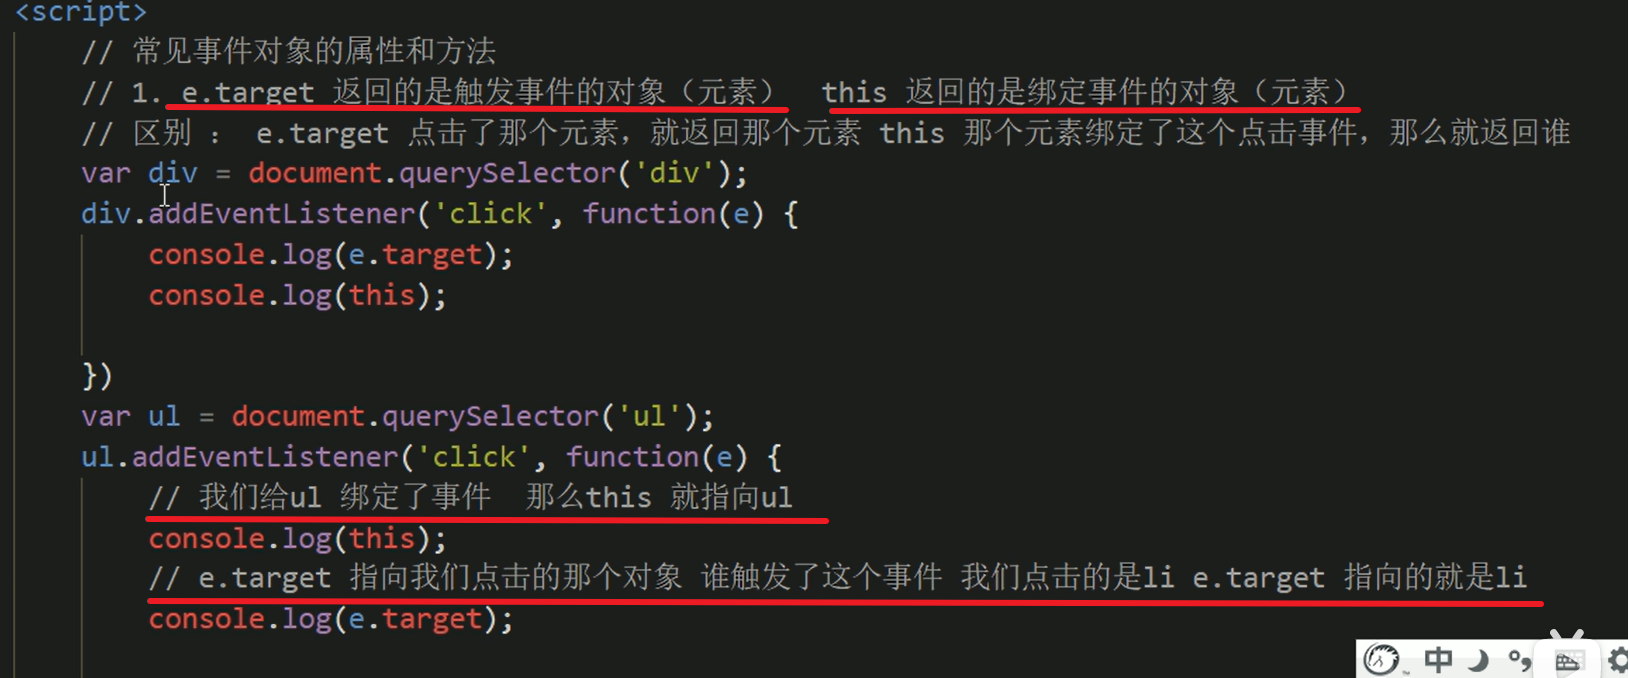 <script>
// 常见事件对象的属性和方法
// 1. e.target 返回的是触发事件的对象（元素）  this 返回的是绑定事件的对象（元素）
// 区别 ： e.target 点击了那个元素，就返回那个元素 this 那个元素绑定了这个点击事件，那么就返回谁
var div = document.querySelector('div');
div.addEventListener('click', function(e) {
console.log(e.target);
console.log(this);
})
var ul = document.querySelector('ul');
ul.addEventListener('click', function(e) {
// 我们给ul 绑定了事件  那么this 就指向ul
console.log(this);
// e.target 指向我们点击的那个对象 谁触发了这个事件 我们点击的是li e.target 指向的就是li
console.log(e.target);
中